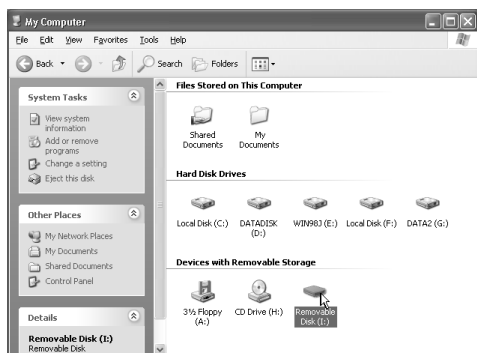 My Computer
File Edit View Favorites Tools Help
Back Search Folders
System Tasks
View system
information
Add or remove
programs
Change a setting
Eject this disk
Other Places
My Network Places
My Documents
Shared Documents
Control Panel
Details
Removable Disk (I:)
Removable Disk
Files Stored on This Computer
Shared
Documents
My
Documents
Hard Disk Drives
Local Disk (C:)
DATADISK
(D:)
WIN98J (E:)
Local Disk (F:)
DATA2 (G:)
Devices with Removable Storage
3½ Floppy
(A:)
CD Drive (H:)
Removable
Disk (I:)